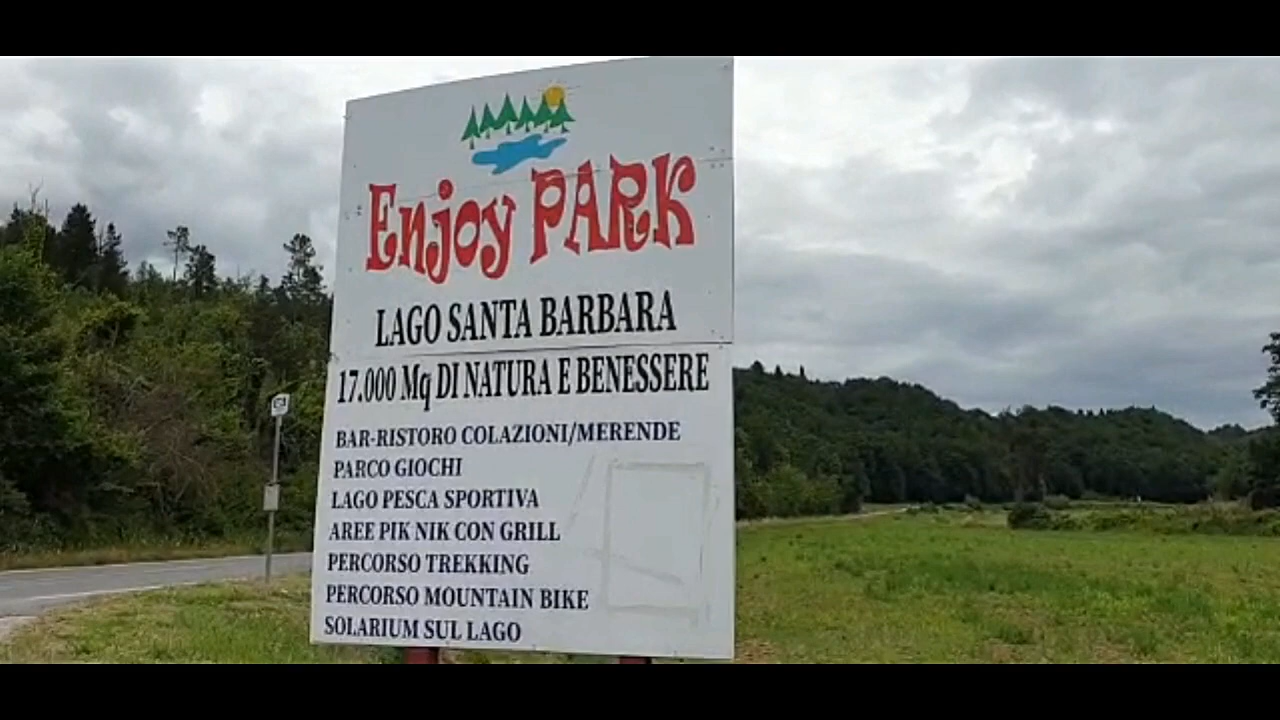 Enjoy PARK
LAGO SANTA BARBARA
17.000 Mq DI NATURA E BENESSERE
BAR-RISTORO COLAZIONI/MERENDE
PARCO GIOCHI
LAGO PESCA SPORTIVA
AREE PIK NIK CON GRILL
PERCORSO TREKKING
PERCORSO MOUNTAIN BIKE
SOLARIUM SUL LAGO